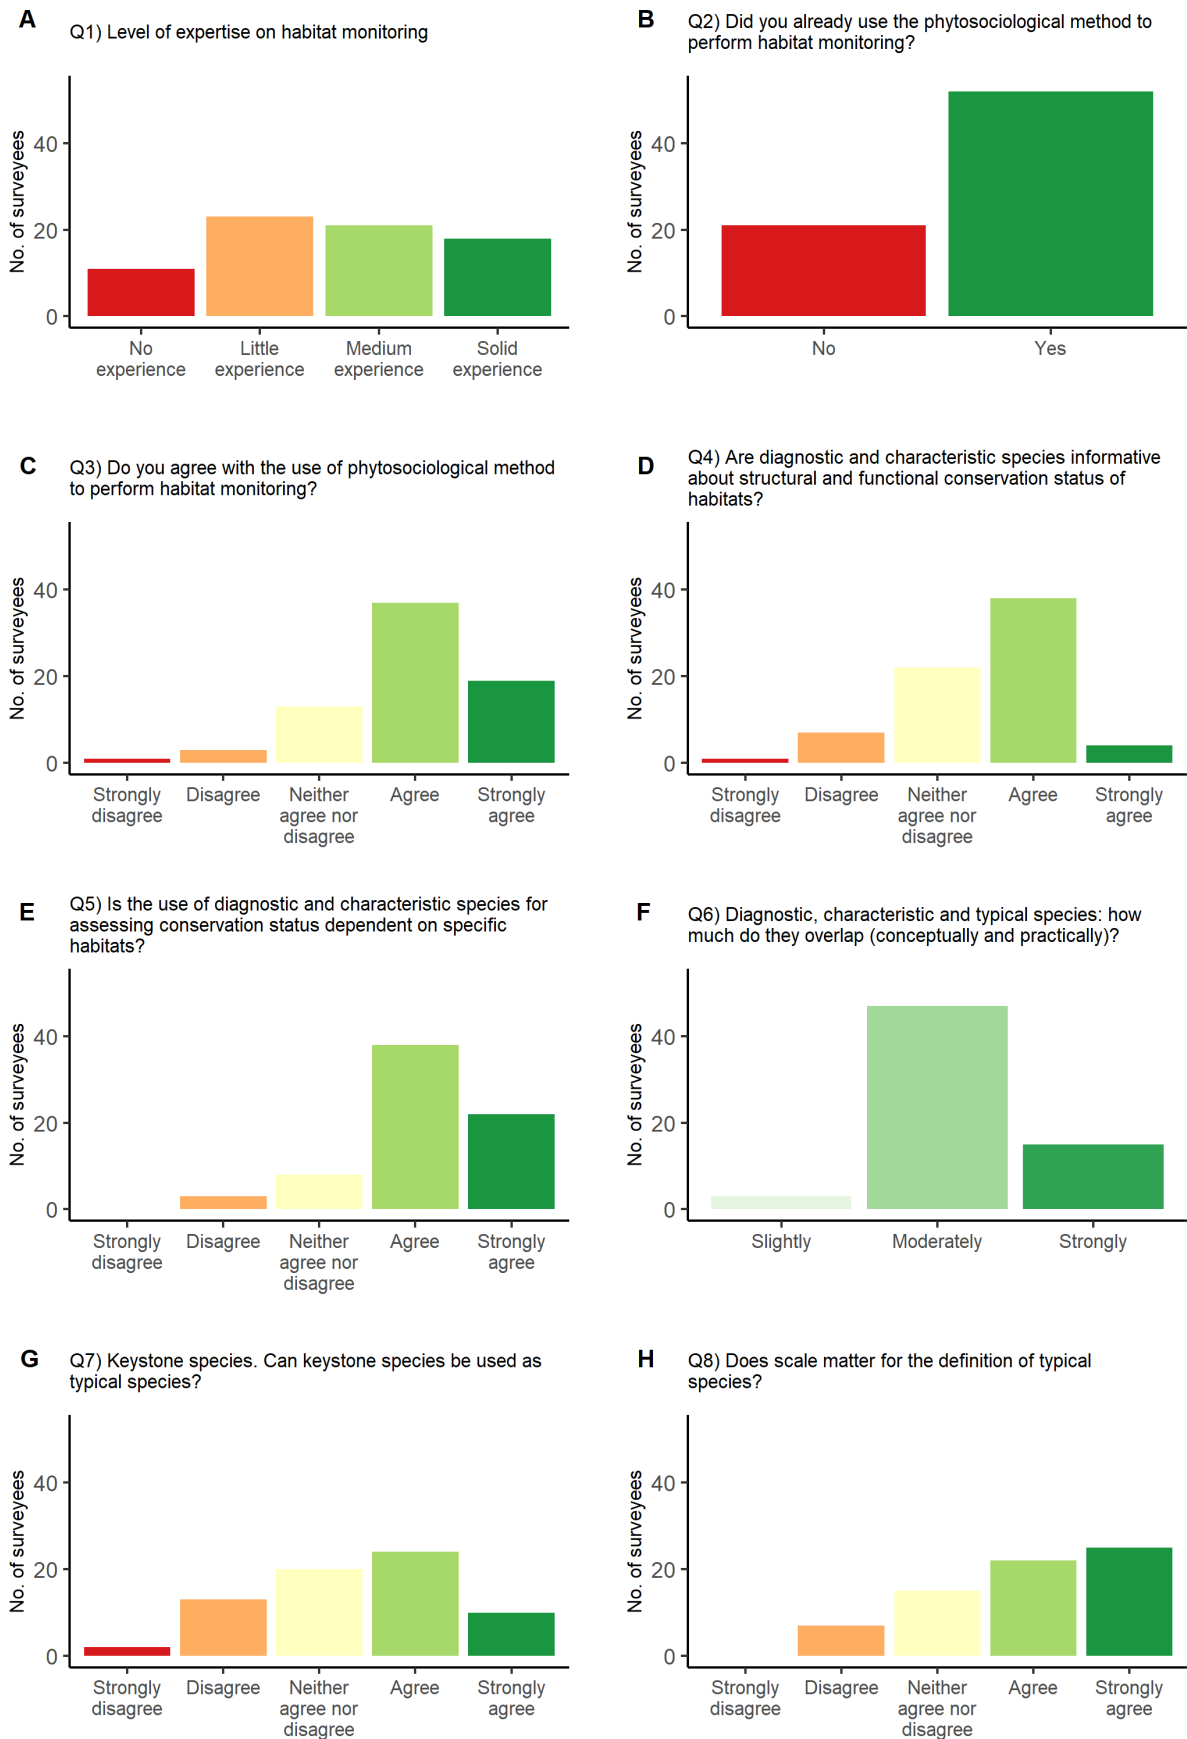 A
Q1) Level of expertise on habitat monitoring
No. of surveyees
40
20
0
No
experience
Little
experience
Medium
experience
Solid
experience
B
Q2) Did you already use the phytosociological method to
perform habitat monitoring?
No. of surveyees
40
20
0
No
Yes
C
Q3) Do you agree with the use of phytosociological method
to perform habitat monitoring?
No. of surveyees
40
20
0
Strongly
disagree
Disagree
Neither
agree nor
disagree
Agree
Strongly
agree
D
Q4) Are diagnostic and characteristic species informative
about structural and functional conservation status of
habitats?
No. of surveyees
40
20
0
Strongly
disagree
Disagree
Neither
agree nor
disagree
Agree
Strongly
agree
E
Q5) Is the use of diagnostic and characteristic species for
assessing conservation status dependent on specific
habitats?
No. of surveyees
40
20
0
Strongly
disagree
Disagree
Neither
agree nor
disagree
Agree
Strongly
agree
F
Q6) Diagnostic, characteristic and typical species: how
much do they overlap (conceptually and practically)?
No. of surveyees
40
20
0
Slightly
Moderately
Strongly
G
Q7) Keystone species. Can keystone species be used as
typical species?
No. of surveyees
40
20
0
Strongly
disagree
Disagree
Neither
agree nor
disagree
Agree
Strongly
agree
H
Q8) Does scale matter for the definition of typical
species?
No. of surveyees
40
20
0
Strongly
disagree
Disagree
Neither
agree nor
disagree
Agree
Strongly
agree